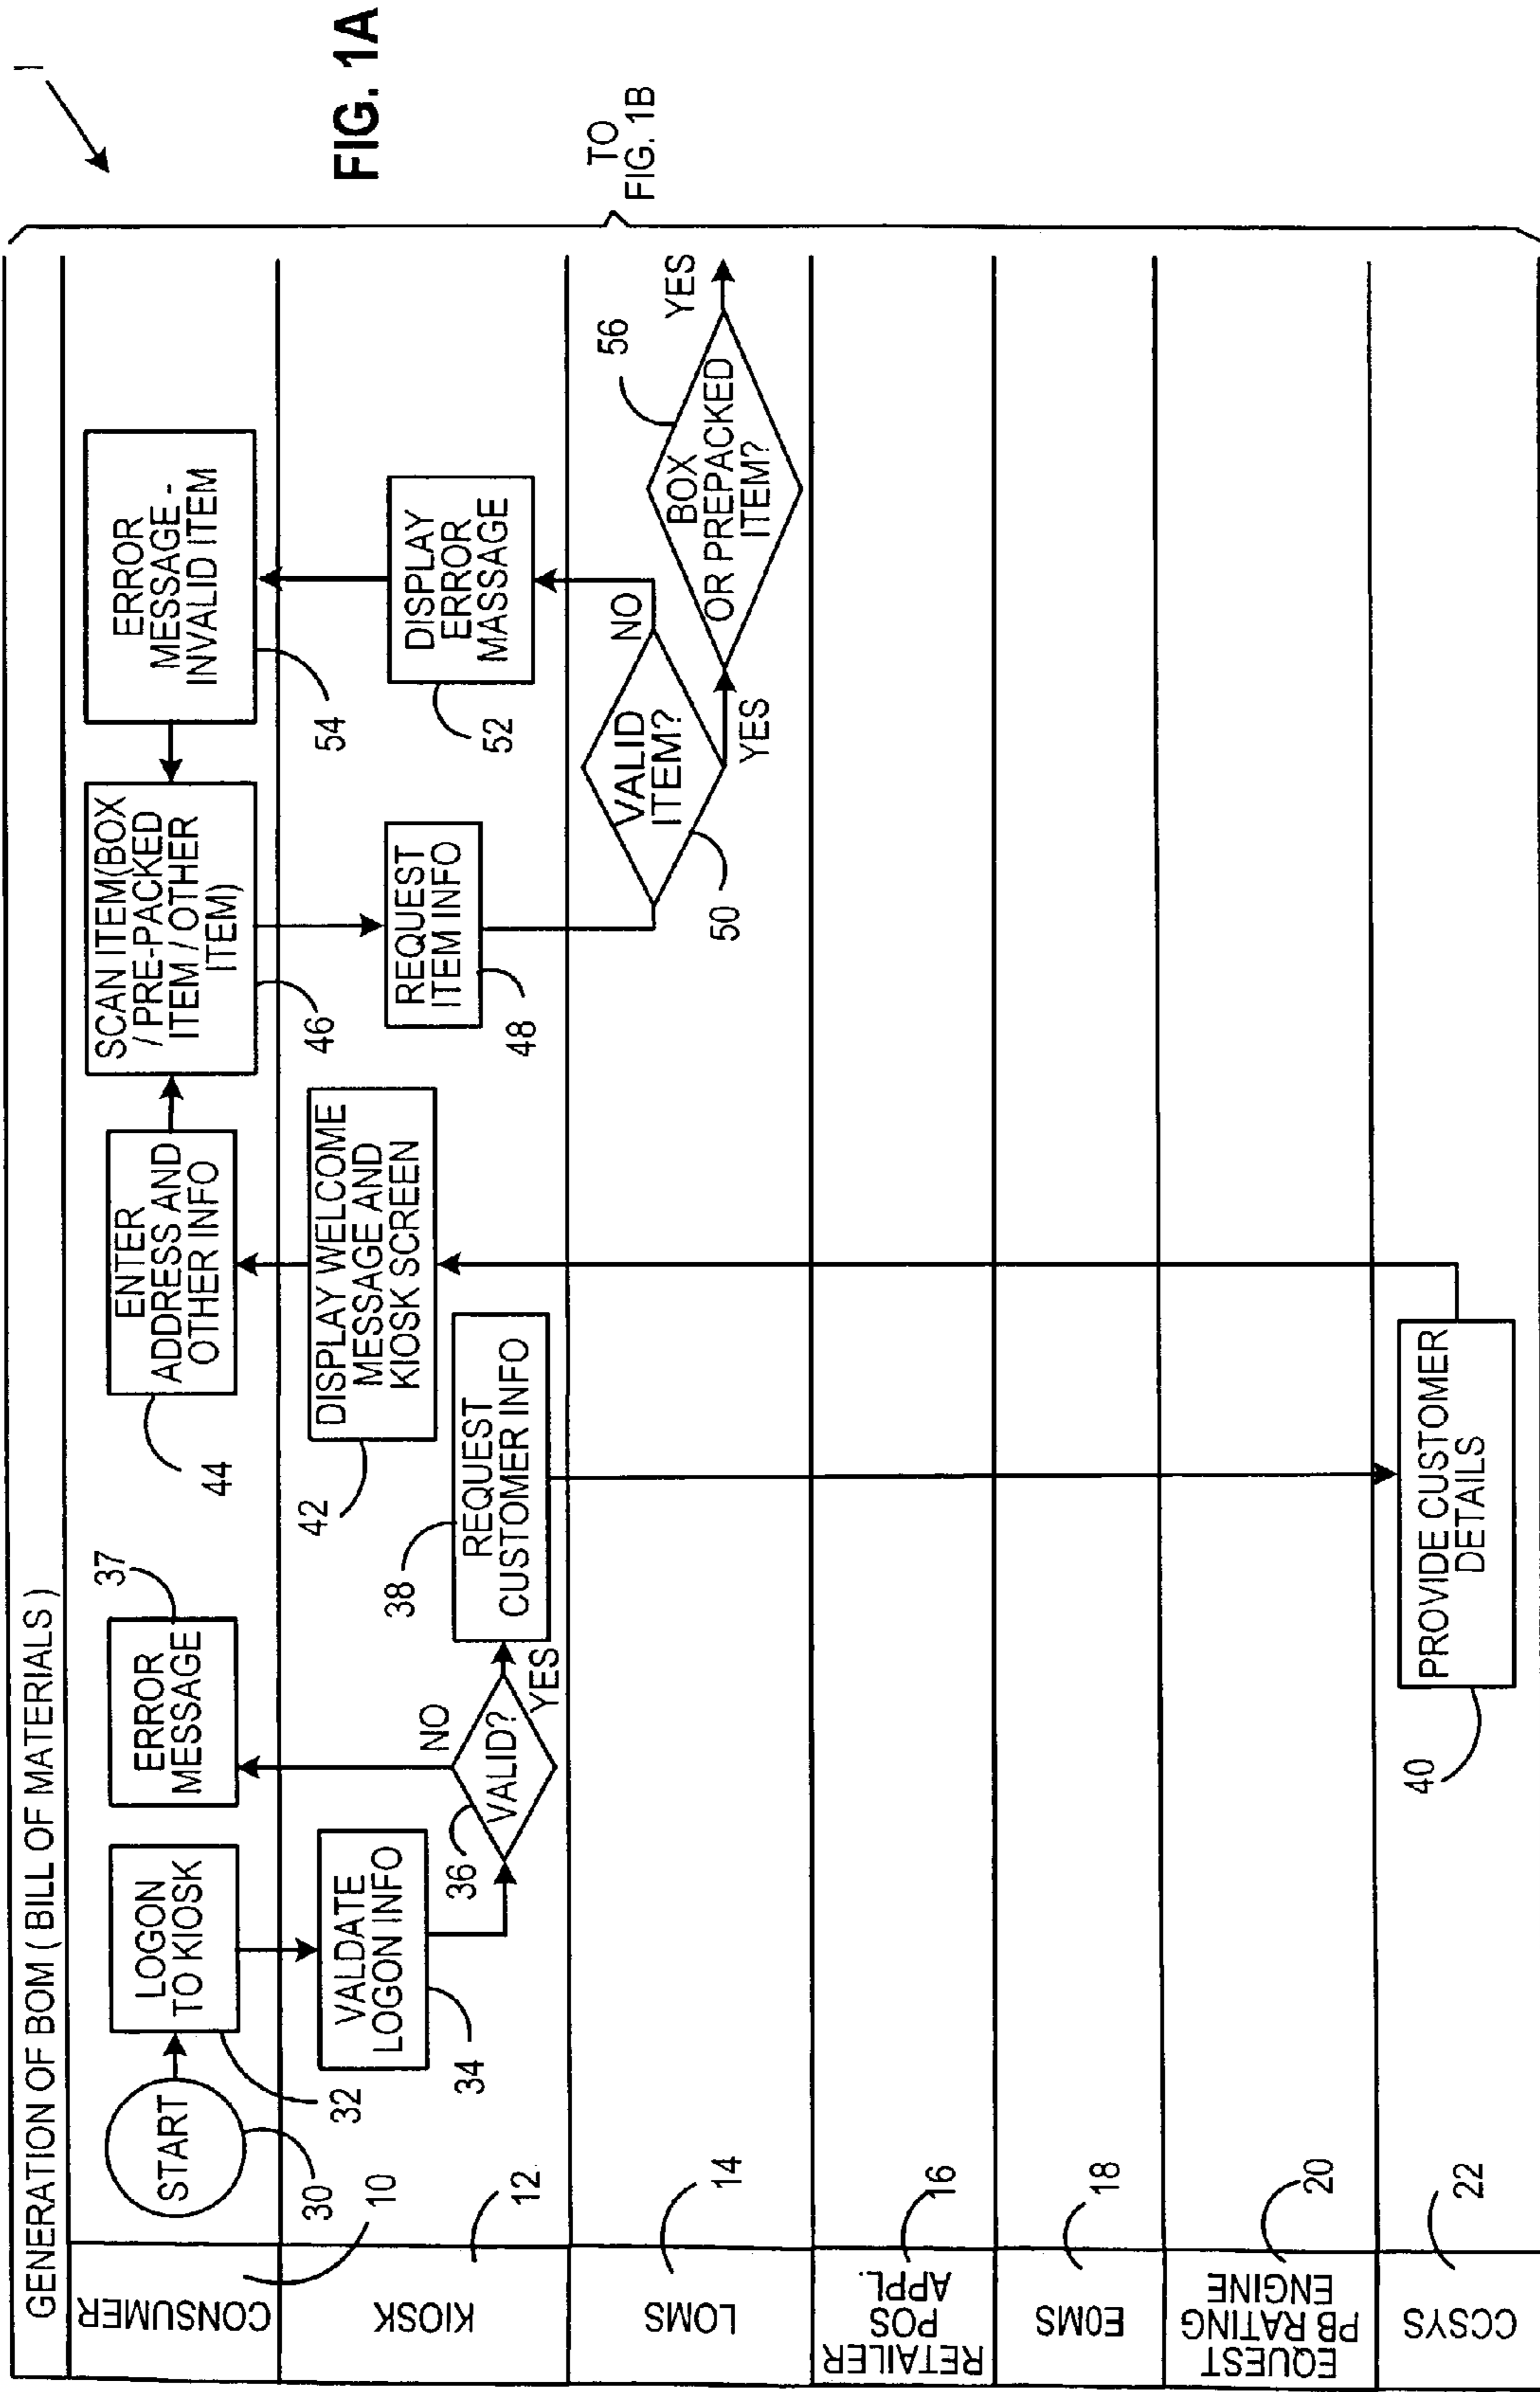 1
FIG. 1A
TO
FIG. 1B
GENERATION OF BOM ( BILL OF MATERIALS )
CONSUMER
10
START
30
LOGON
TO KIOSK
32
ERROR
MESSAGE
37
ENTER
ADDRESS AND
OTHER INFO
44
SCAN ITEM(BOX
/ PRE-PACKED
ITEM / OTHER
ITEM)
46
ERROR
MESSAGE -
INVALID ITEM
54
KIOSK
12
VALDATE
LOGON INFO
34
VALID?
36
NO
YES
REQUEST
CUSTOMER INFO
38
DISPLAY WELCOME
MESSAGE AND
KIOSK SCREEN
42
REQUEST
ITEM INFO
48
DISPLAY
ERROR
MASSAGE
52
LOMS
14
VALID
ITEM?
50
NO
YES
BOX
OR PREPACKED
ITEM?
56
YES
RETAILER
POS
APPL.
16
EOMS
18
EQUEST
PB RATING
ENGINE
20
CCSYS
22
PROVIDE CUSTOMER
DETAILS
40